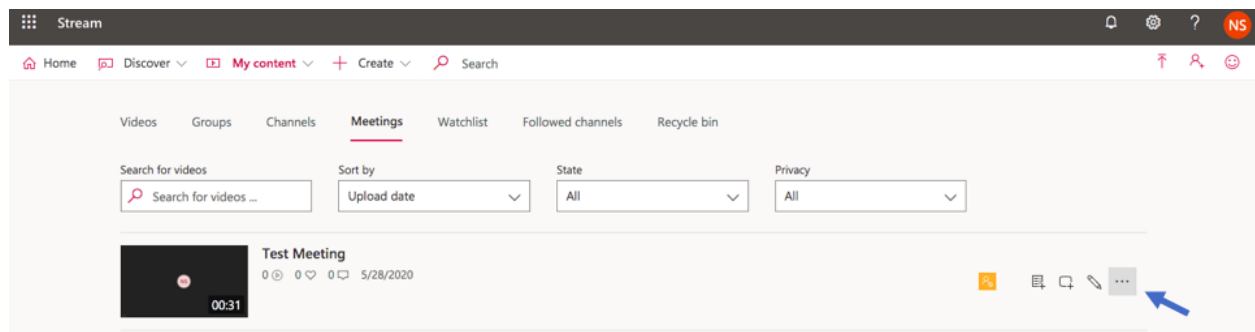 Stream ? NS
Home Discover My content Create Search
Videos Groups Channels Meetings Watchlist Followed channels Recycle bin
Search for videos Sort by State Privacy
Search for videos ... Upload date All All
Test Meeting
0 0 0 5/28/2020
NS
00:31